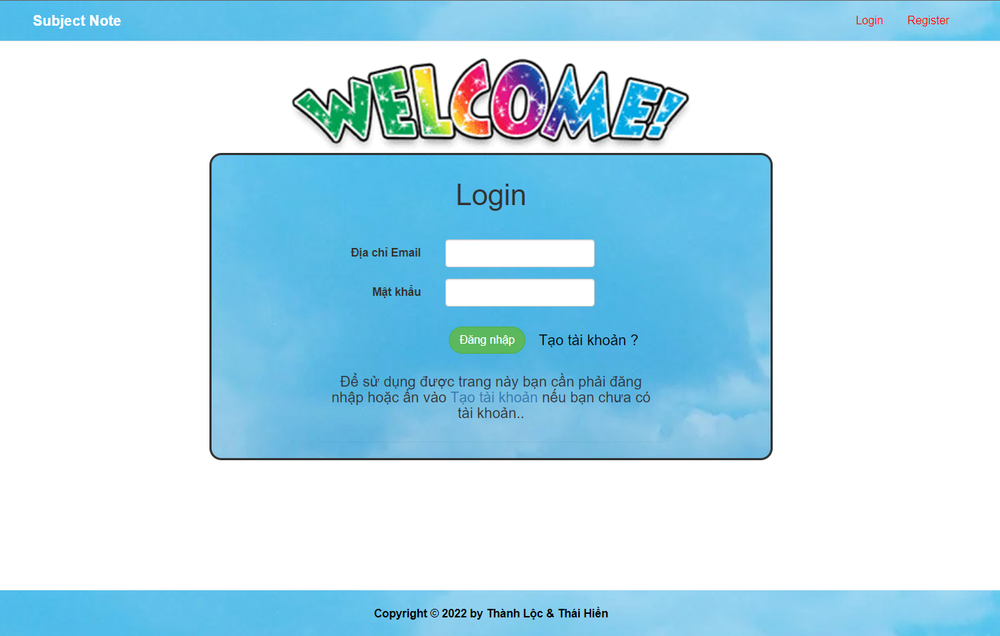 Subject Note
Login
Register
WELCOME!
Login
Địa chỉ Email
Mật khẩu
Đăng nhập
Tạo tài khoản ?
Để sử dụng được trang này bạn cần phải đăng
nhập hoặc ấn vào Tạo tài khoản nếu bạn chưa có
tài khoản..
Copyright © 2022 by Thành Lộc & Thái Hiền